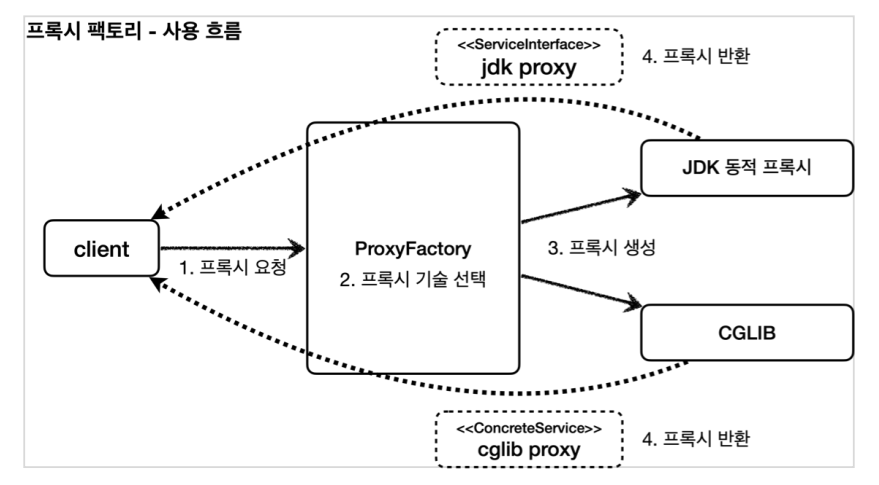 프록시 팩토리 - 사용 흐름
<<ServiceInterface>>
jdk proxy
4. 프록시 반환
JDK 동적 프록시
client
1. 프록시 요청
ProxyFactory
2. 프록시 기술 선택
3. 프록시 생성
CGLIB
<<ConcreteService>>
cglib proxy
4. 프록시 반환